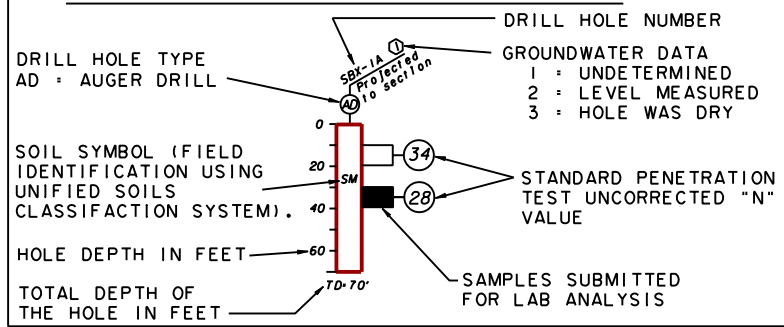 DRILL HOLE NUMBER
DRILL HOLE TYPE
AD = AUGER DRILL
SBX-1A
1
Projected
to section
AD
GROUNDWATER DATA
1 = UNDETERMINED
2 = LEVEL MEASURED
3 = HOLE WAS DRY
0
20
40
60
SOIL SYMBOL (FIELD
IDENTIFICATION USING
UNIFIED SOILS
CLASSIFACTION SYSTEM).
SM
34
28
STANDARD PENETRATION
TEST UNCORRECTED "N"
VALUE
HOLE DEPTH IN FEET
TOTAL DEPTH OF
THE HOLE IN FEET
TD=70'
SAMPLES SUBMITTED
FOR LAB ANALYSIS